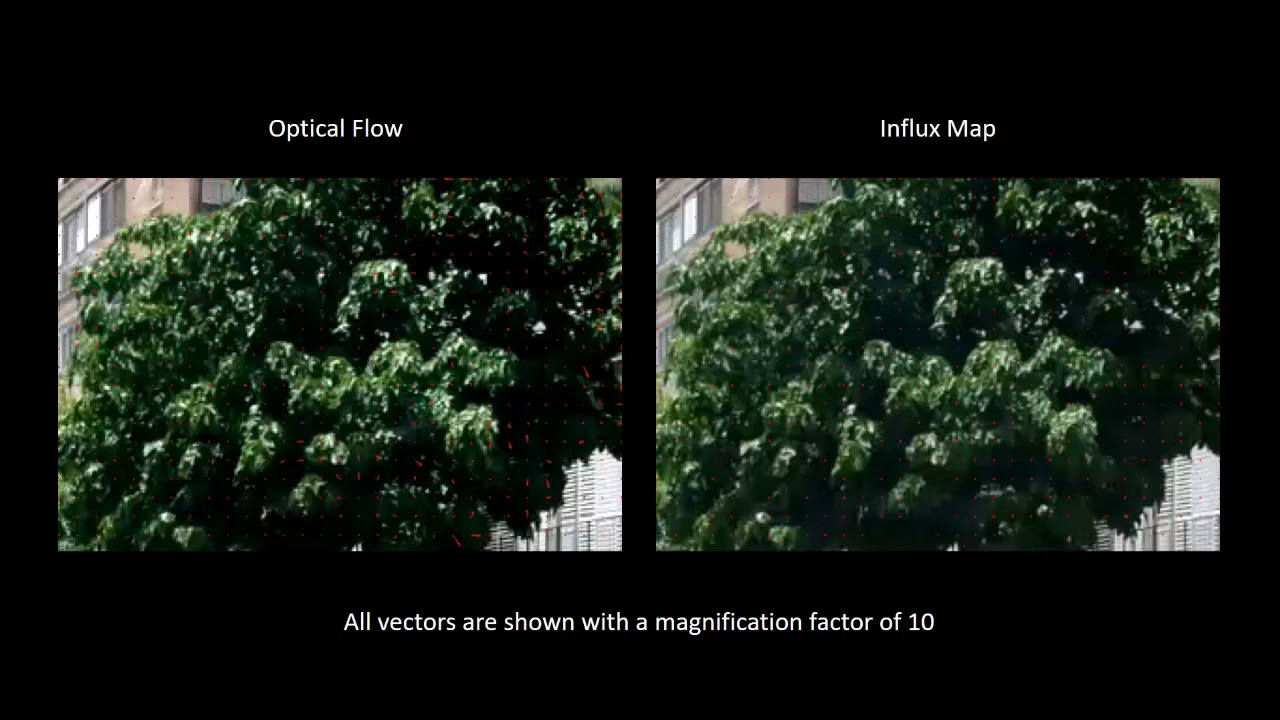 Optical Flow
Influx Map
All vectors are shown with a magnification factor of 10